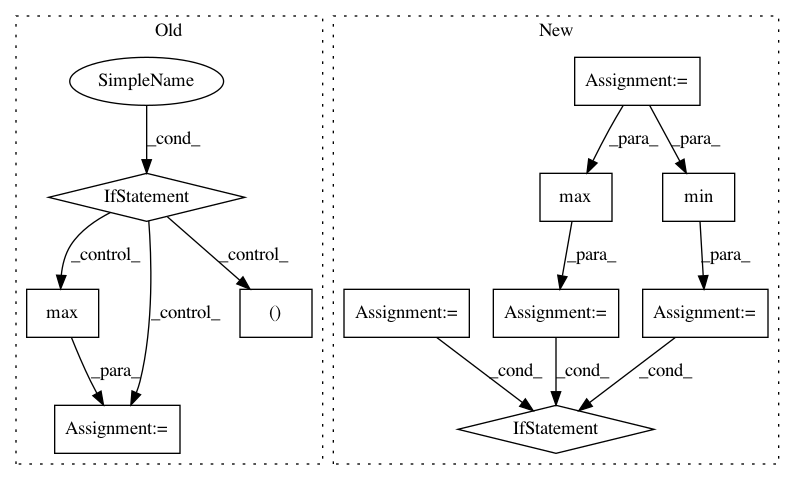 Old
New
SimpleName
Assignment:=
_cond_
_para_
_para_
IfStatement
max
min
_control_
_control_
_para_
_para_
max
_control_
()
Assignment:=
Assignment:=
Assignment:=
_para_
_cond_
_cond_
_cond_
Assignment:=
IfStatement